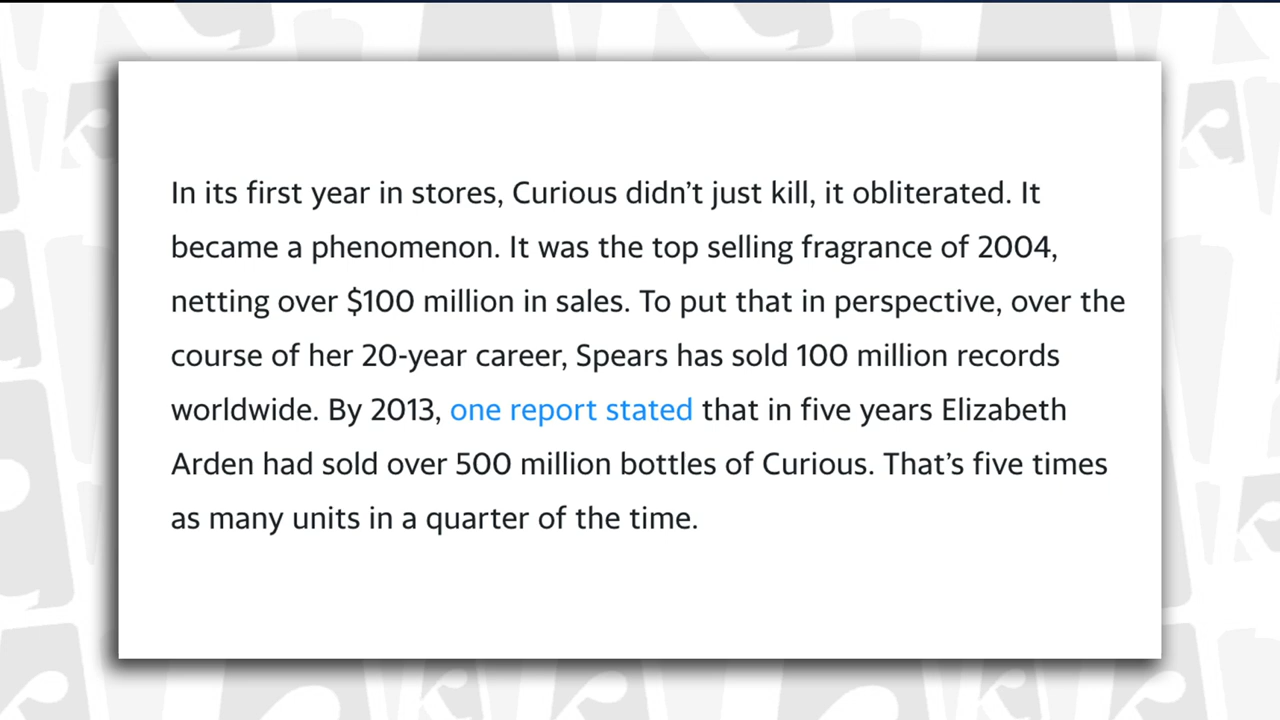 In its first year in stores, Curious didn’t just kill, it obliterated. It
became a phenomenon. It was the top selling fragrance of 2004,
netting over $100 million in sales. To put that in perspective, over the
course of her 20-year career, Spears has sold 100 million records
worldwide. By 2013, one report stated that in five years Elizabeth
Arden had sold over 500 million bottles of Curious. That’s five times
as many units in a quarter of the time.